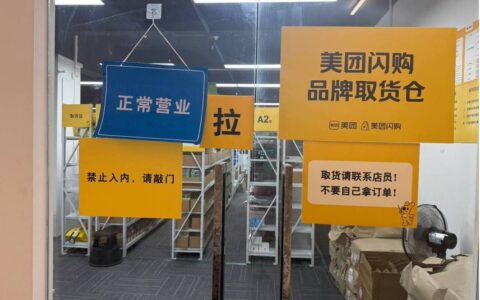 正常营业
禁止入内，请敲门
拉
A2
美团闪购
品牌取货仓
美团 美团闪购
取货请联系店员！
不要自己拿订单！